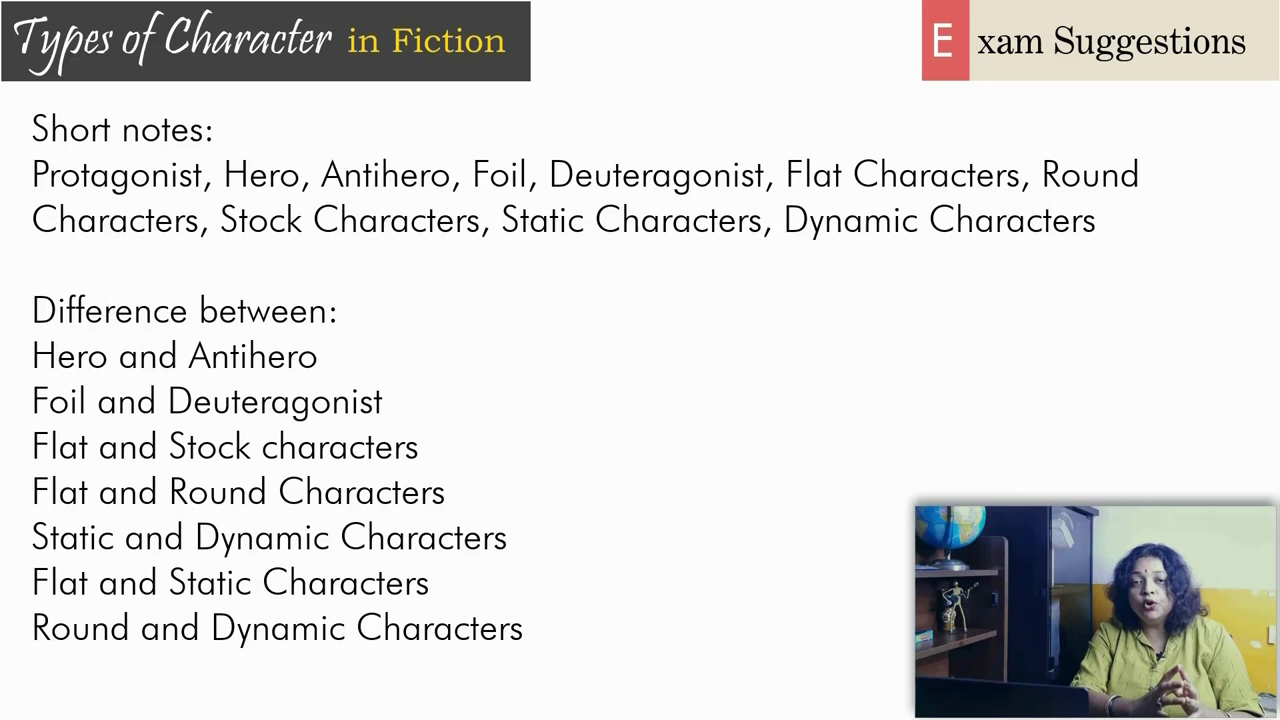 Types of Character in Fiction
Exam Suggestions
Short notes:
Protagonist, Hero, Antihero, Foil, Deuteragonist, Flat Characters, Round
Characters, Stock Characters, Static Characters, Dynamic Characters
Difference between:
Hero and Antihero
Foil and Deuteragonist
Flat and Stock characters
Flat and Round Characters
Static and Dynamic Characters
Flat and Static Characters
Round and Dynamic Characters